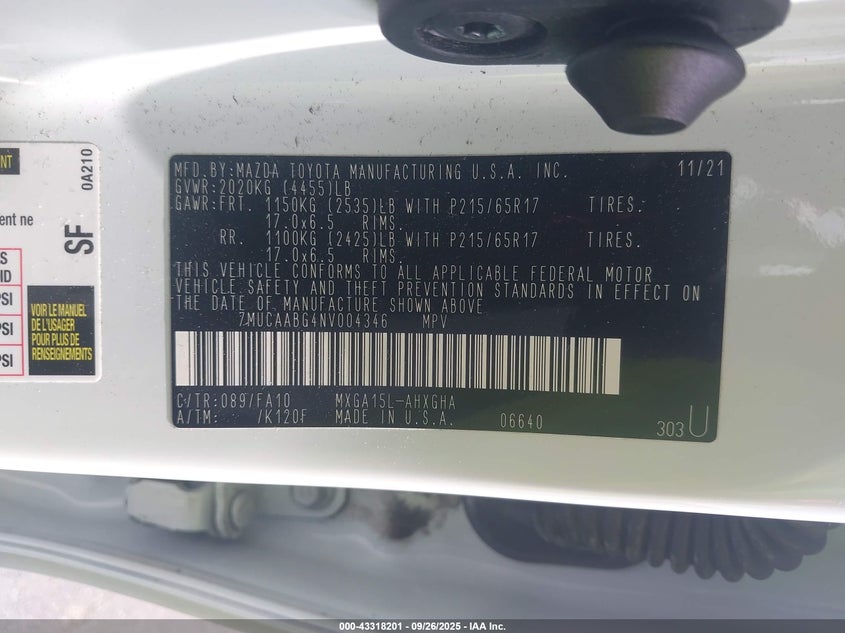 MFD.BY:MAZDA TOYOTA MANUFACTURING U.S.A. INC. 11/21
GVWR:2020KG (4455)LB
GAWR:FRT. 1150KG (2535)LB WITH P215/65R17 TIRES.
17.0x6.5 RIMS.
RR. 1100KG (2425)LB WITH P215/65R17 TIRES.
17.0x6.5 RIMS.
THIS VEHICLE CONFORMS TO ALL APPLICABLE FEDERAL MOTOR
VEHICLE SAFETY AND THEFT PREVENTION STANDARDS IN EFFECT ON
THE DATE OF MANUFACTURE SHOWN ABOVE.
7MUCAABG4NV004346 MPV
C/TR:089/FA10 MXGA15L-AHXGHA
A/TM: /K120F MADE IN U.S.A. 06640 303U
NT
0A210
ent ne
SF
S
ID
PSI
PSI
PSI
VOIR LE MANUEL
DE L'USAGER
POUR PLUS DE
RENSEIGNEMENTS
000-43318201 - 09/26/2025 - IAA Inc.